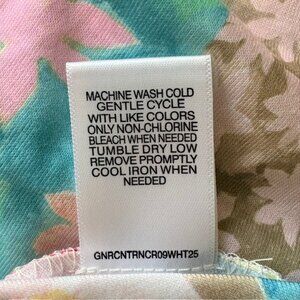 MACHINE WASH COLD
GENTLE CYCLE
WITH LIKE COLORS
ONLY NON-CHLORINE
BLEACH WHEN NEEDED
TUMBLE DRY LOW
REMOVE PROMPTLY
COOL IRON WHEN
NEEDED
GNRCNTRNCR09WHT25